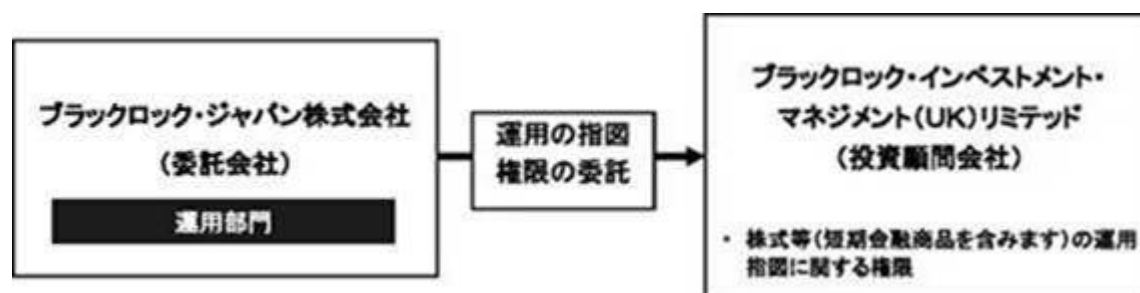 ブラックロック・ジャパン株式会社
(委託会社)
運用部門
運用の指図
権限の委託
ブラックロック・インベストメント・
マネジメント(UK)リミテッド
(投資顧問会社)
・ 株式等(短期金融商品を含みます)の運用
指図に関する権限